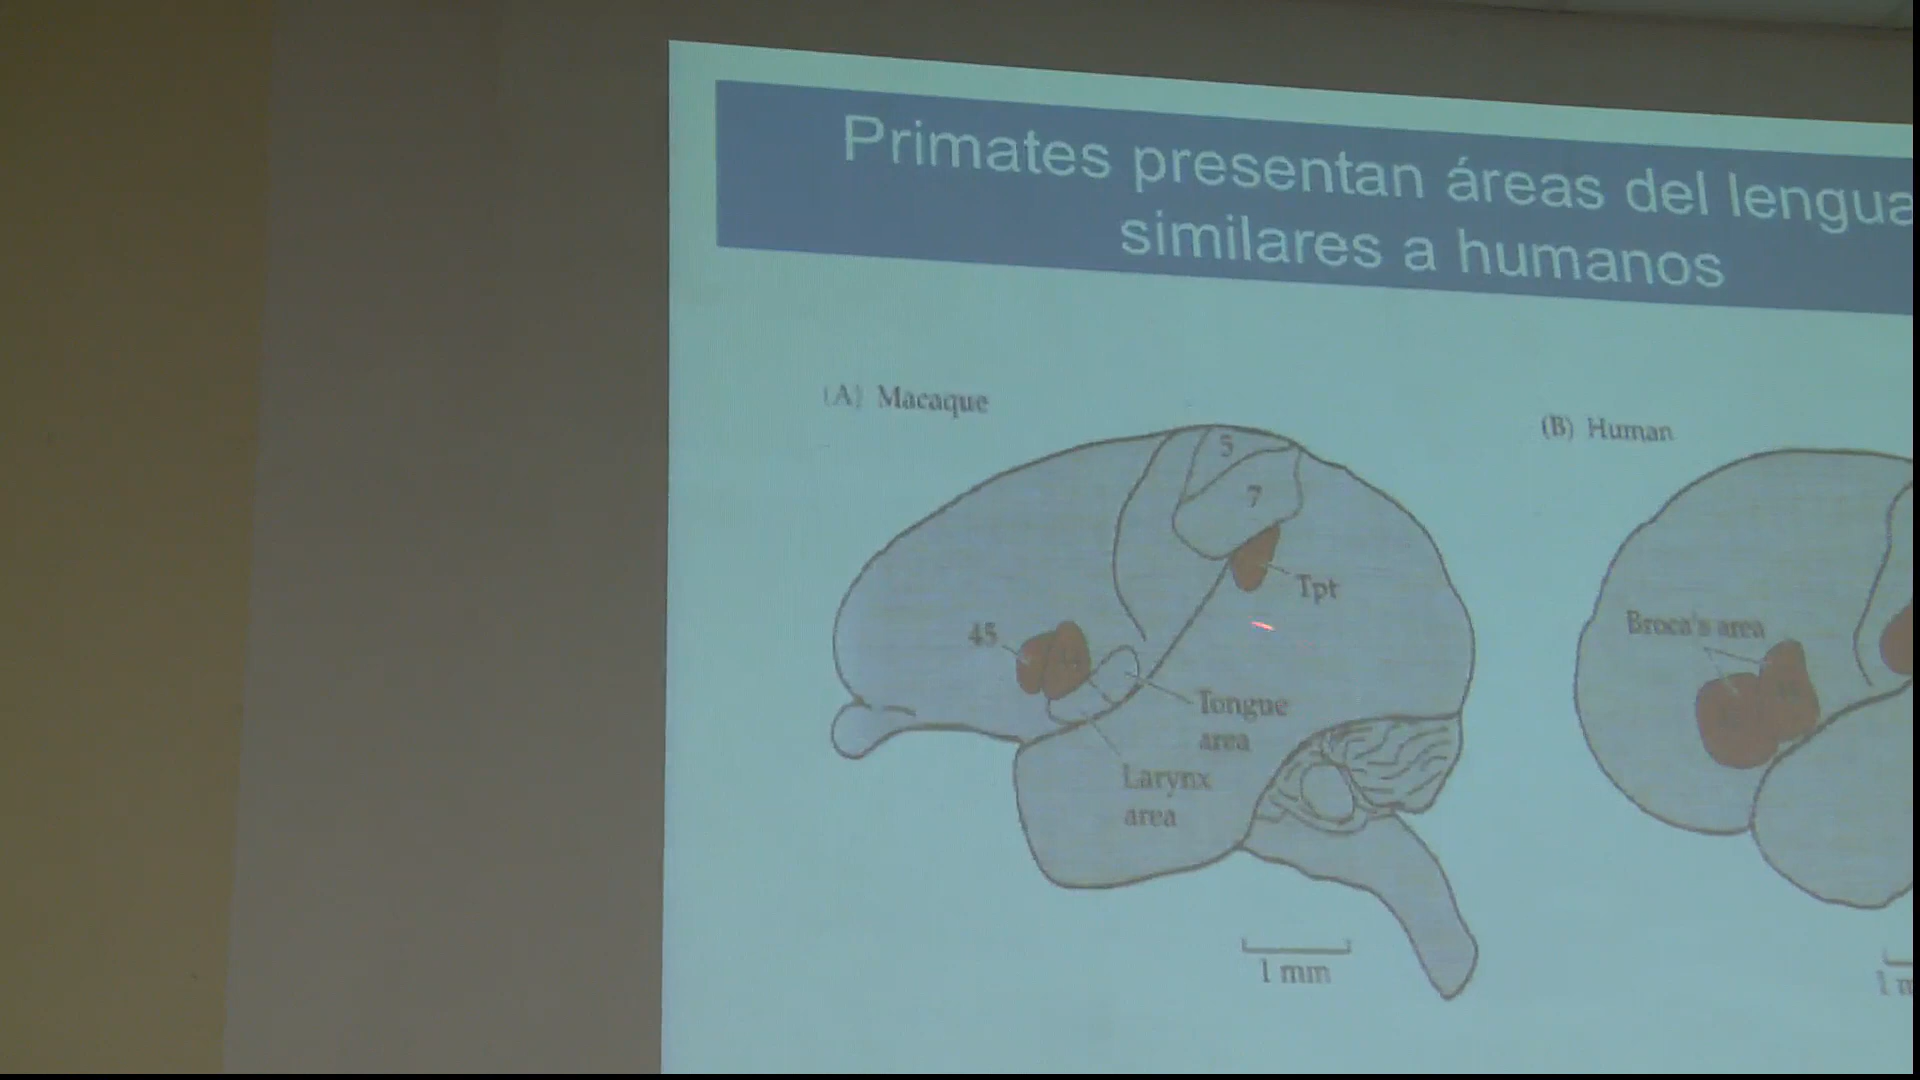 Primates presentan áreas del lengua
similares a humanos
(A) Macaque
(B) Human
5
7
Tpt
45
Broca's area
Tongue
area
Larynx
area
1 mm
1 m